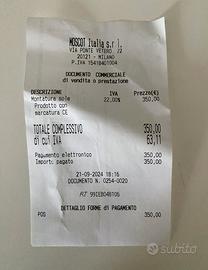 MOSCOT Italia s.r l.
VIA PONTE VETERO, 22
20121 - MILANO
P.IVA 15418401004
DOCUMENTO COMMERCIALE
di vendita o prestazione
DESCRIZIONE IVA Prezzo(€)
Montatura sole 22,00% 350,00
Prodotto con
marcatura CE
TOTALE COMPLESSIVO 350,00
di cui IVA 63,11
Pagamento elettronico 350,00
Importo pagato 350,00
21-09-2024 18:16
DOCUMENTO N. 0254-0020
RT 99IEB048106
DETTAGLIO FORME di PAGAMENTO
POS 350,00
subito